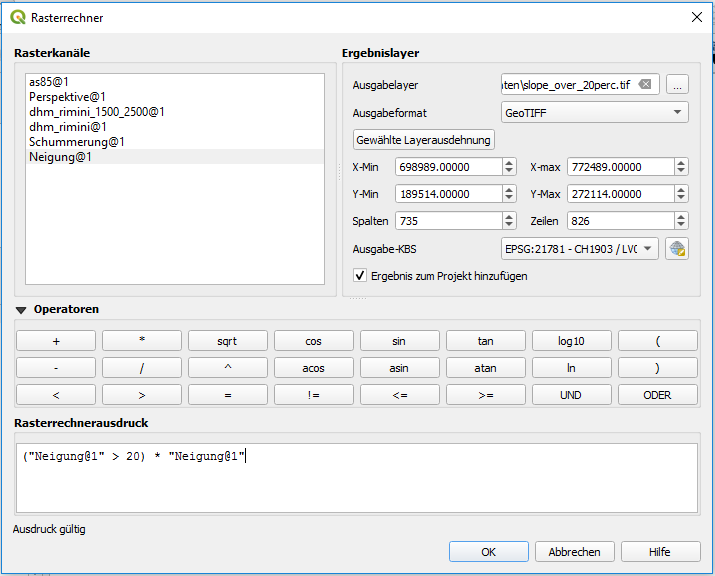 Rasterrechner
Rasterkanäle
as85@1
Perspektive@1
dhm_rimini_1500_2500@1
dhm_rimini@1
Schummerung@1
Neigung@1
Ergebnislayer
Ausgabelayer
aten\slope_over_20perc.tif
...
Ausgabeformat
GeoTIFF
Gewählte Layerausdehnung
X-Min 698989.00000 X-max 772489.00000
Y-Min 189514.00000 Y-Max 272114.00000
Spalten 735 Zeilen 826
Ausgabe-KBS EPSG:21781 - CH1903 / LV0
Ergebnis zum Projekt hinzufügen
Operatoren
+ * sqrt cos sin tan log10 (
- / ^ acos asin atan ln )
< > = != <= >= UND ODER
Rasterrechnerausdruck
("Neigung@1" > 20) * "Neigung@1"
Ausdruck gültig
OK Abbrechen Hilfe